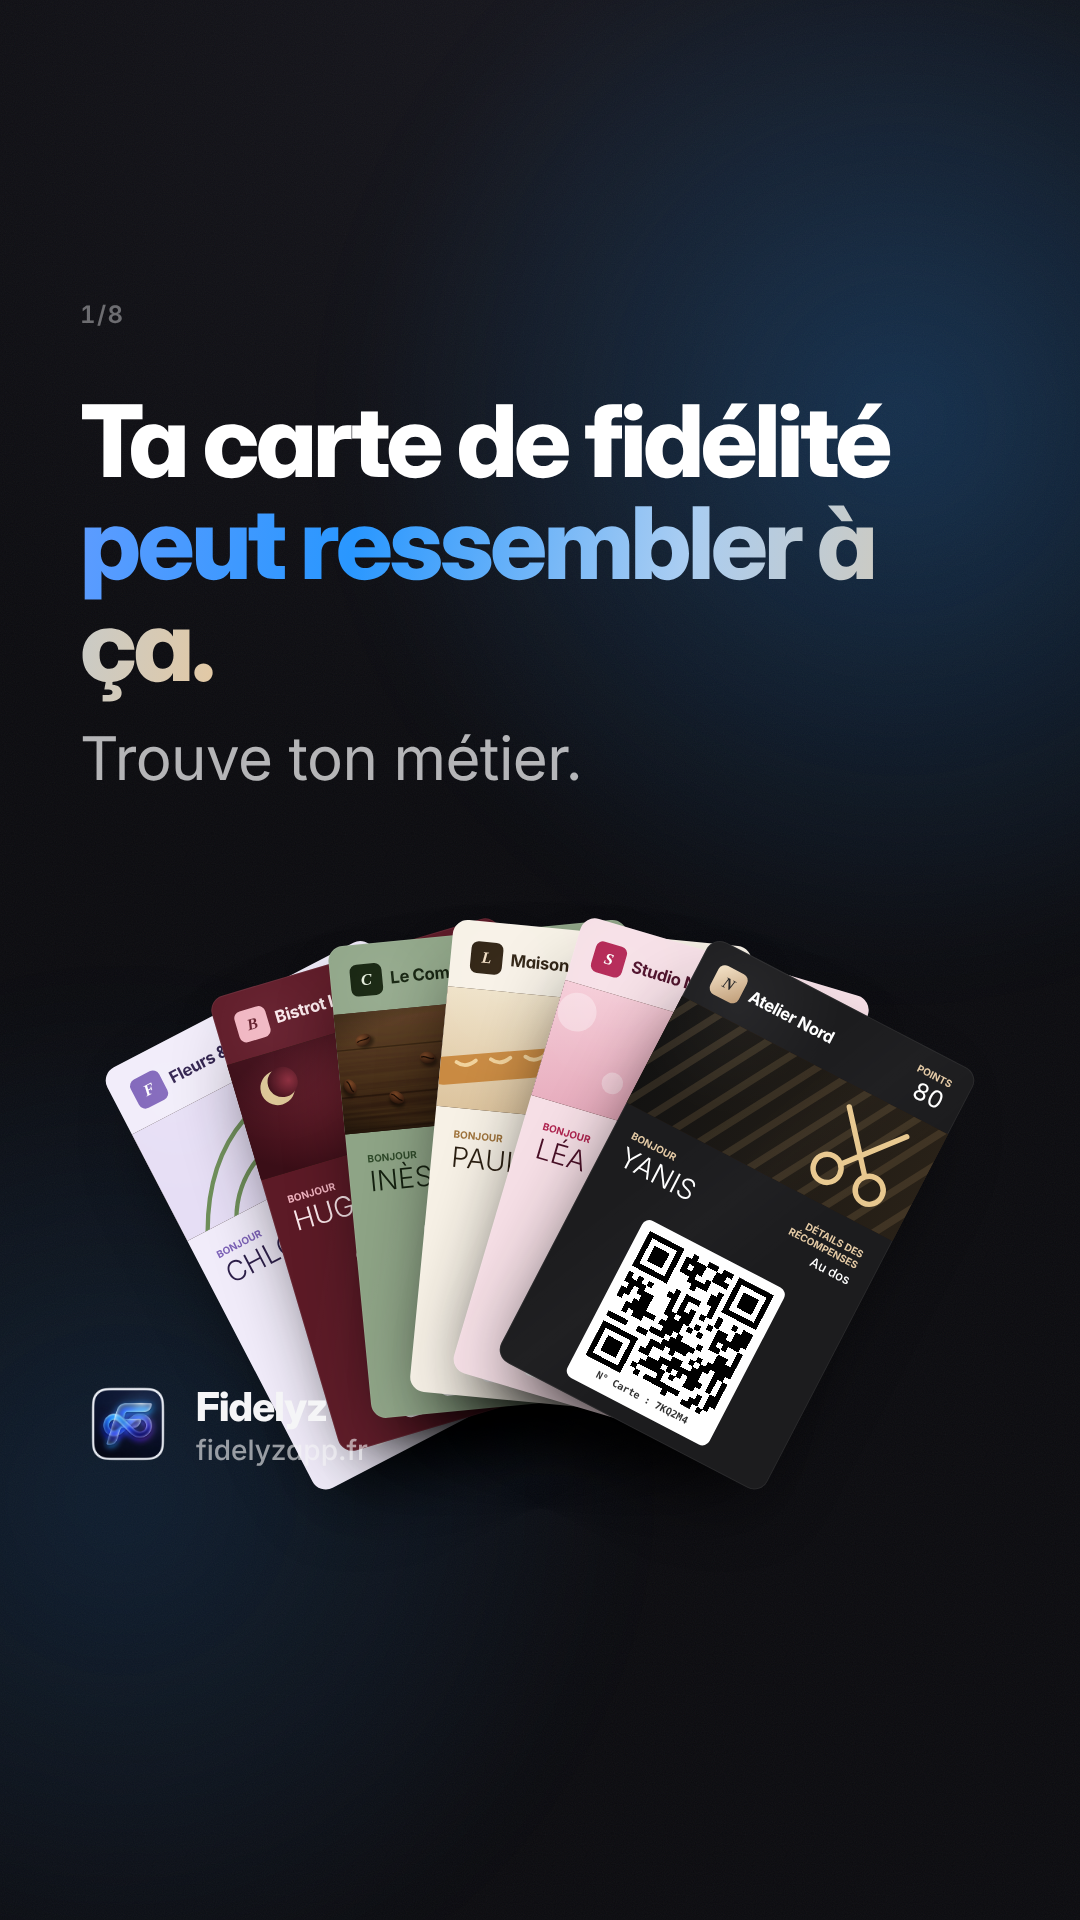 1/8
Ta carte de fidélité
peut ressembler à
ça.
Trouve ton métier.
F Fleurs &
BONJOUR
B Bistrot
BONJOUR
HUG
C Le Com
BONJOUR
INÈS
L Maison
BONJOUR
S Studio
BONJOUR
LÉA
N Atelier Nord
POINTS
80
BONJOUR
YANIS
DÉTAILS DES
RÉCOMPENSES
Au dos
N° Carte : 7KQ2M4
Fidelyz
fidelyzapp.fr